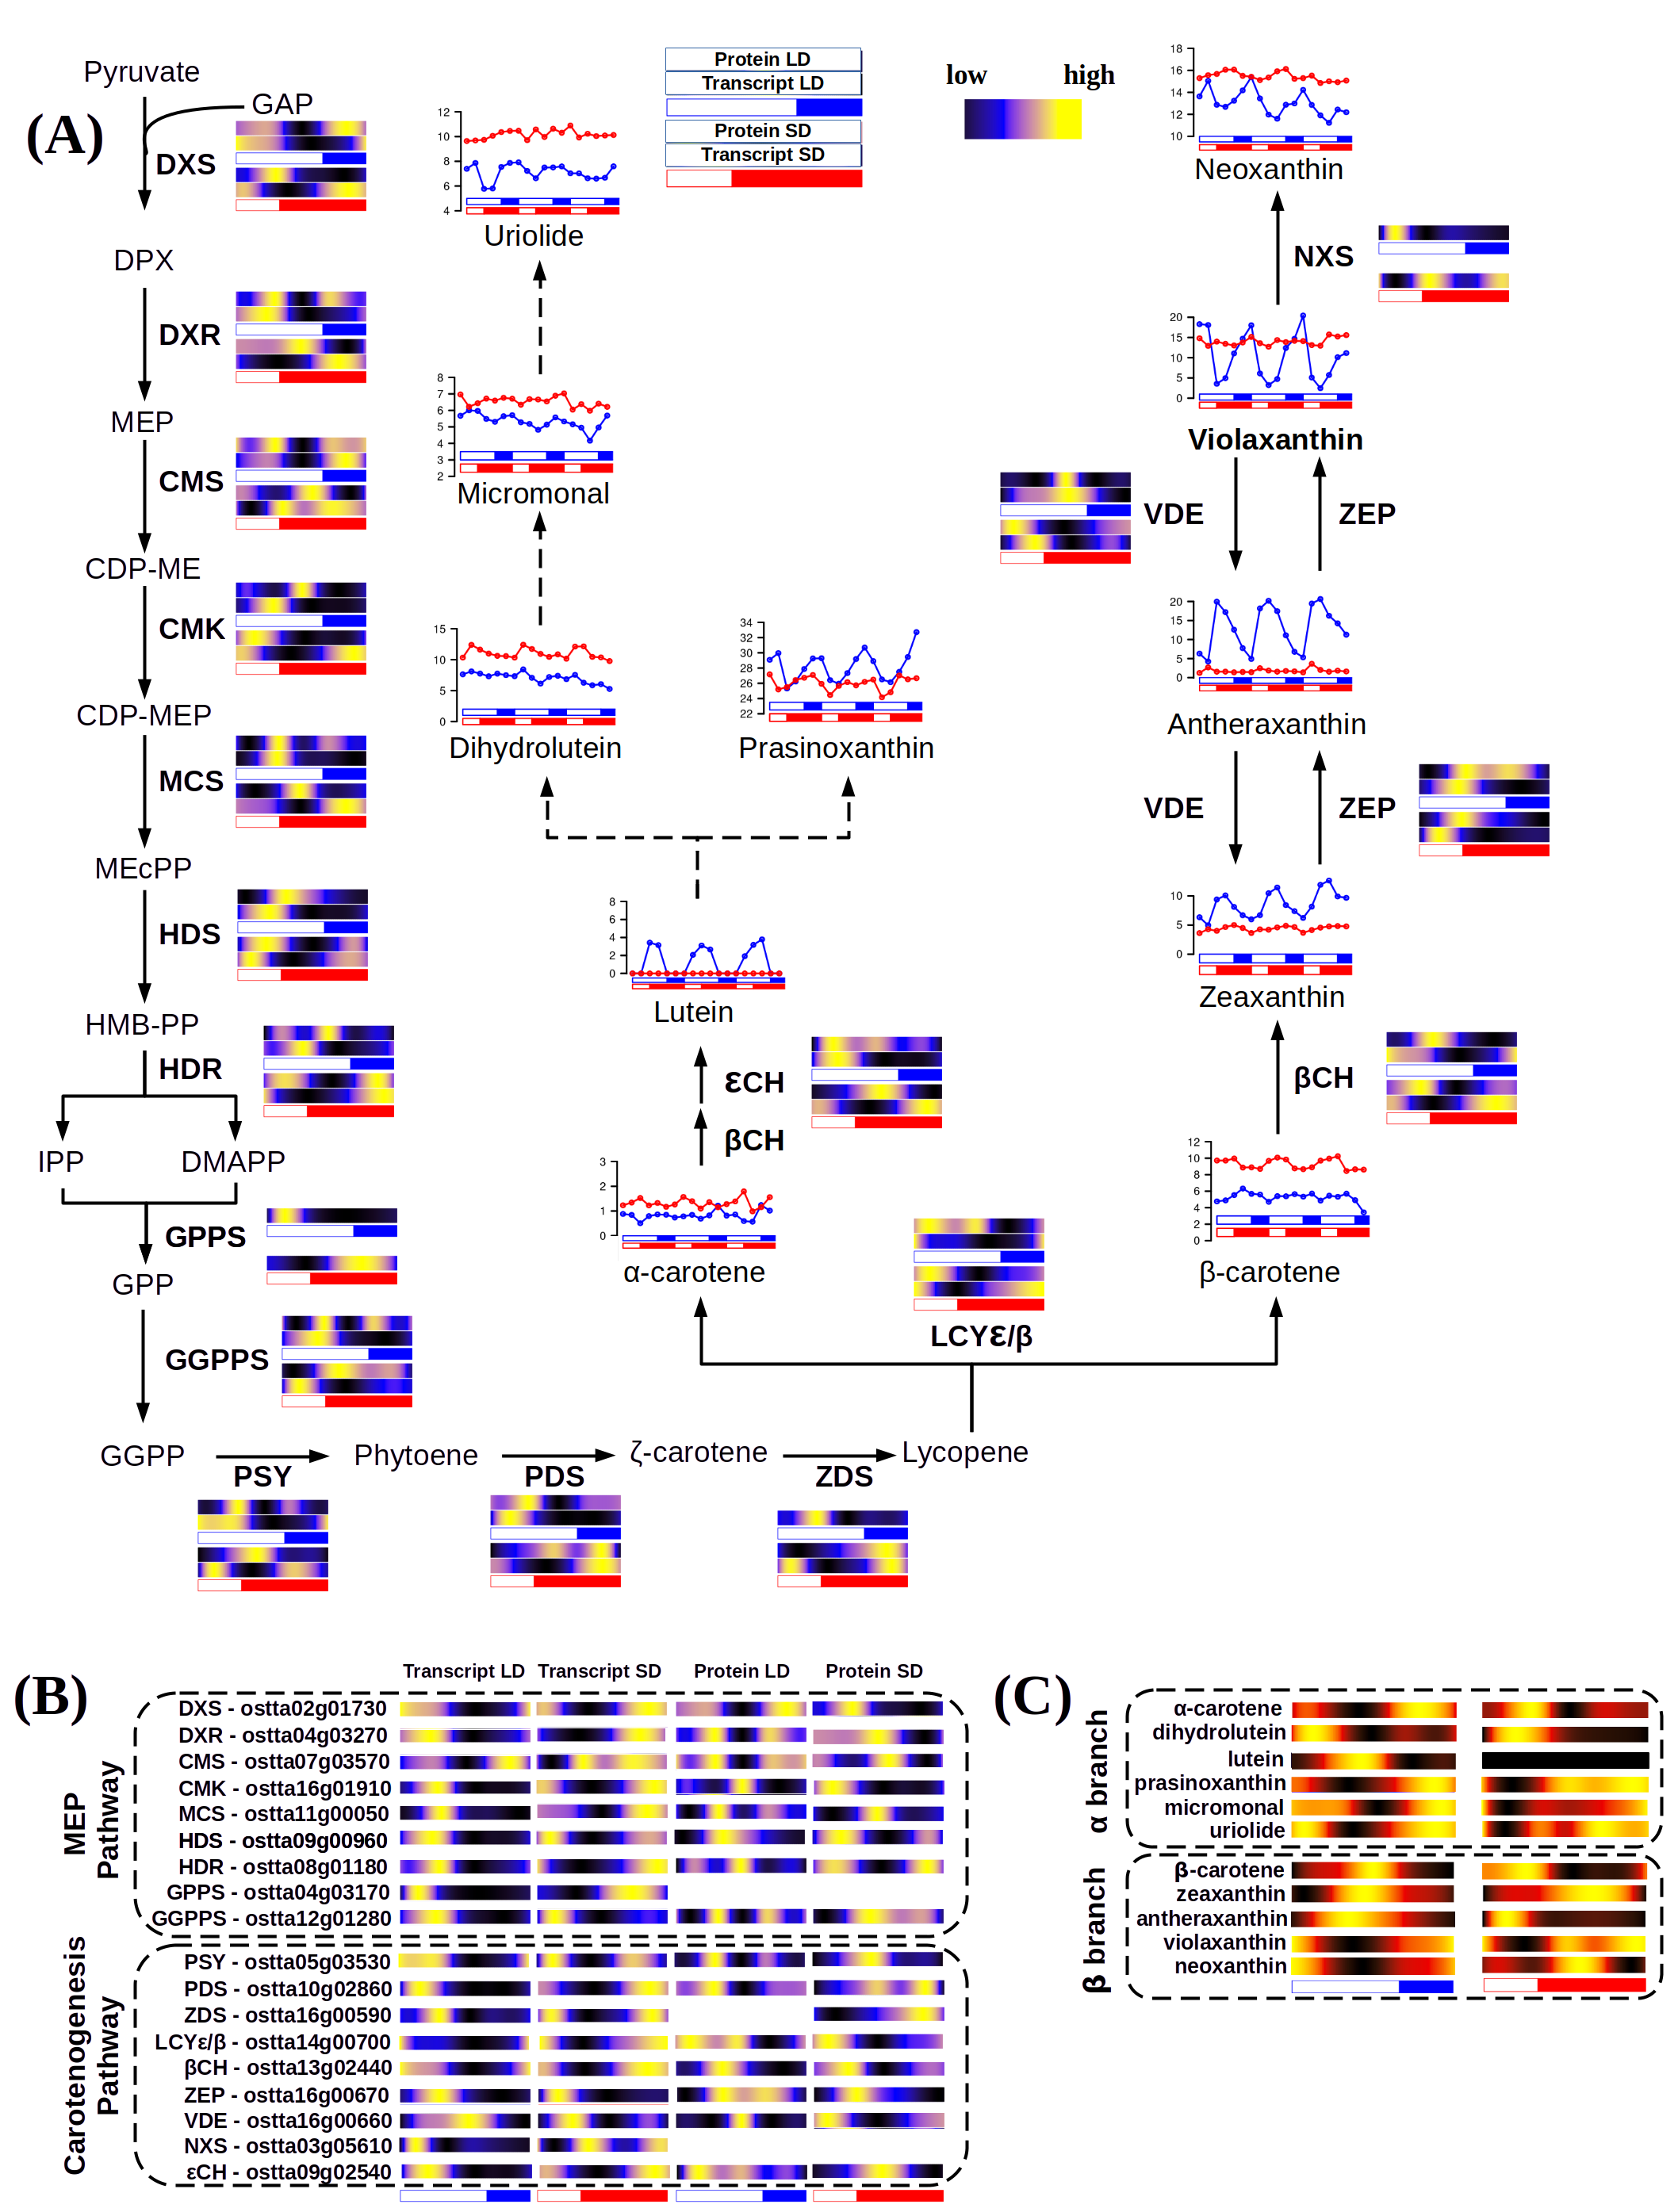 (A)
Pyruvate
GAP
DXS
DPX
DXR
MEP
CMS
CDP-ME
CMK
CDP-MEP
MCS
MEcPP
HDS
HMB-PP
HDR
IPP
DMAPP
GPPS
GPP
GGPPS
GGPP
PSY
Phytoene
PDS
ζ-carotene
ZDS
Lycopene
LCYε/β
Protein LD
Transcript LD
Protein SD
Transcript SD
low
high
12
10
8
6
4
Uriolide
8
7
6
5
4
3
2
Micromonal
15
10
5
0
Dihydrolutein
34
32
30
28
26
24
22
Prasinoxanthin
8
6
4
2
0
Lutein
εCH
βCH
3
2
1
0
α-carotene
18
16
14
12
10
Neoxanthin
NXS
20
15
10
5
0
Violaxanthin
VDE
ZEP
20
15
10
5
0
Antheraxanthin
VDE
ZEP
10
5
0
Zeaxanthin
βCH
12
10
8
6
4
2
0
β-carotene
(B)
Transcript LD
Transcript SD
Protein LD
Protein SD
MEP
Pathway
DXS - ostta02g01730
DXR - ostta04g03270
CMS - ostta07g03570
CMK - ostta16g01910
MCS - ostta11g00050
HDS - ostta09g00960
HDR - ostta08g01180
GPPS - ostta04g03170
GGPPS - ostta12g01280
Carotenogenesis
Pathway
PSY - ostta05g03530
PDS - ostta10g02860
ZDS - ostta16g00590
LCYε/β - ostta14g00700
βCH - ostta13g02440
ZEP - ostta16g00670
VDE - ostta16g00660
NXS - ostta03g05610
εCH - ostta09g02540
(C)
α branch
α-carotene
dihydrolutein
lutein
prasinoxanthin
micromonal
uriolide
β branch
β-carotene
zeaxanthin
antheraxanthin
violaxanthin
neoxanthin